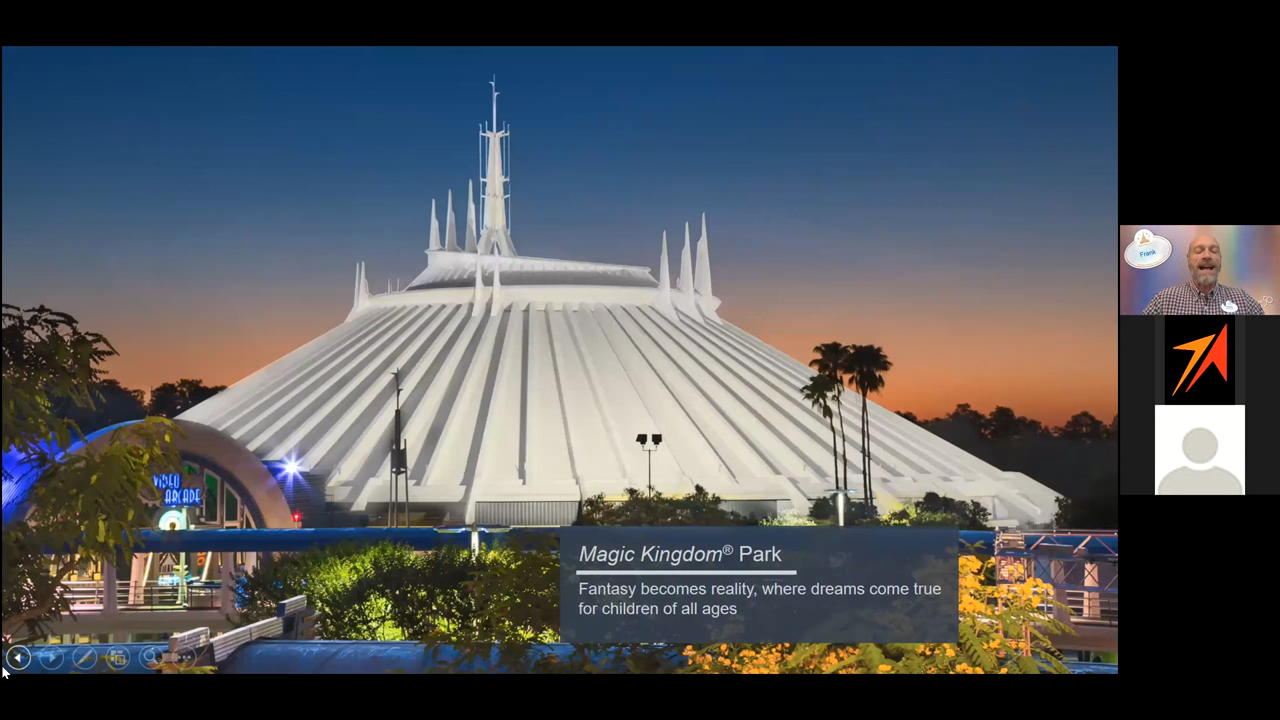 VIDEO
ARCADE
Magic Kingdom® Park
Fantasy becomes reality, where dreams come true
for children of all ages
Frank